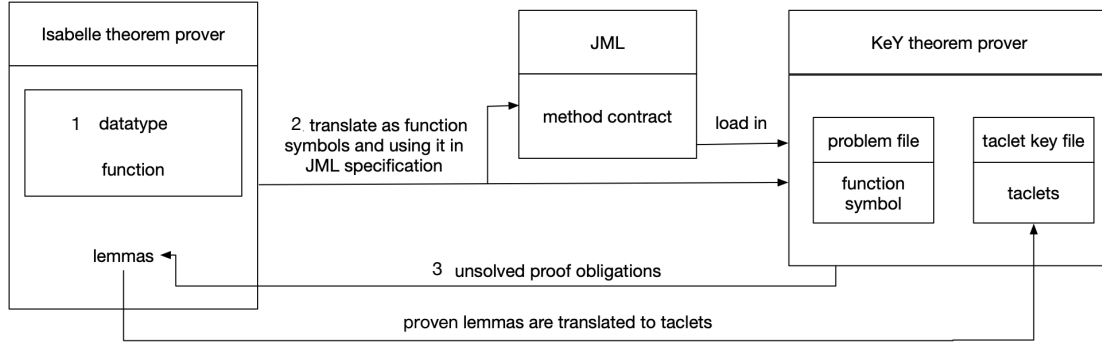 Isabelle theorem prover
1 datatype
function
lemmas
2. translate as function
symbols and using it in
JML specification
JML
method contract
load in
KeY theorem prover
problem file
function
symbol
taclet key file
taclets
3 unsolved proof obligations
proven lemmas are translated to taclets